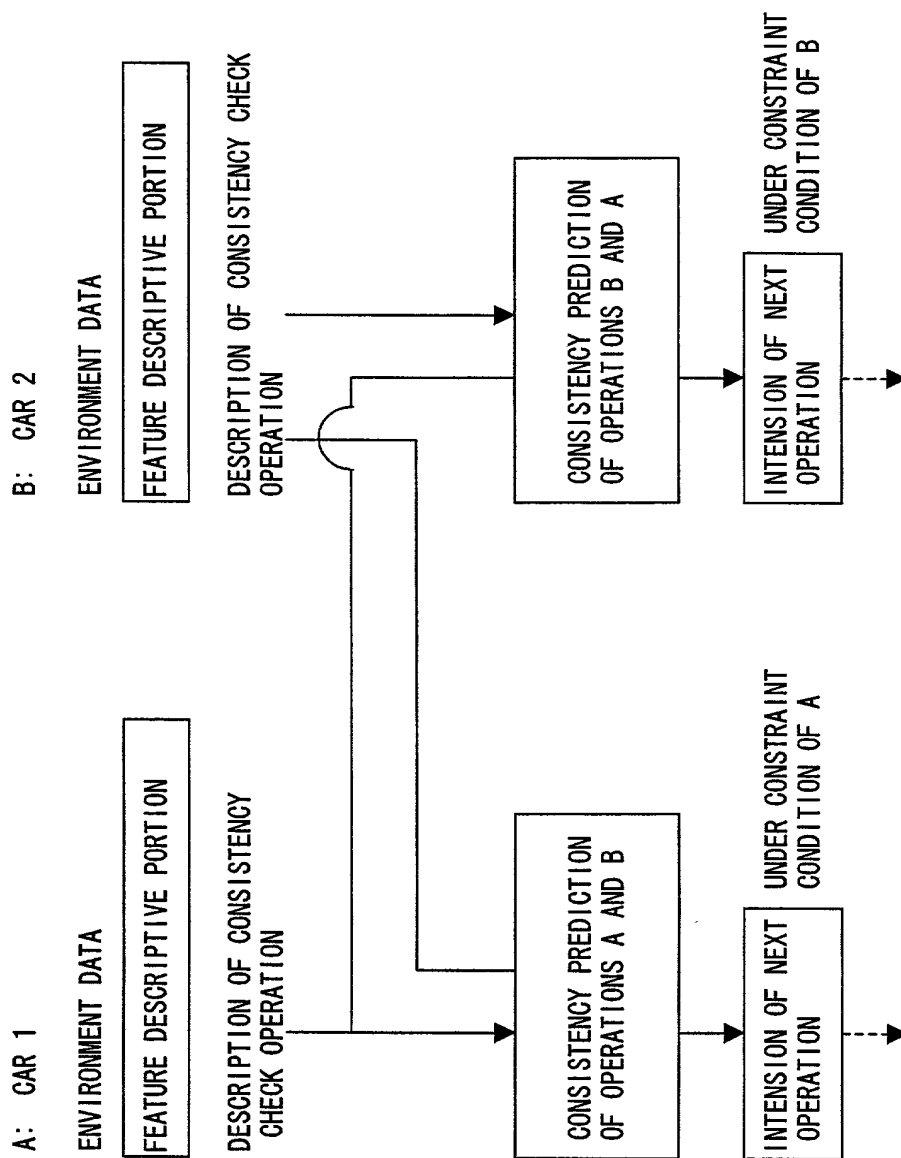 A: CAR 1
ENVIRONMENT DATA
FEATURE DESCRIPTIVE PORTION
DESCRIPTION OF CONSISTENCY
CHECK OPERATION
CONSISTENCY PREDICTION
OF OPERATIONS A AND B
INTENSION OF NEXT
OPERATION
UNDER CONSTRAINT
CONDITION OF A
B: CAR 2
ENVIRONMENT DATA
FEATURE DESCRIPTIVE PORTION
DESCRIPTION OF CONSISTENCY CHECK
OPERATION
CONSISTENCY PREDICTION
OF OPERATIONS B AND A
INTENSION OF NEXT
OPERATION
UNDER CONSTRAINT
CONDITION OF B